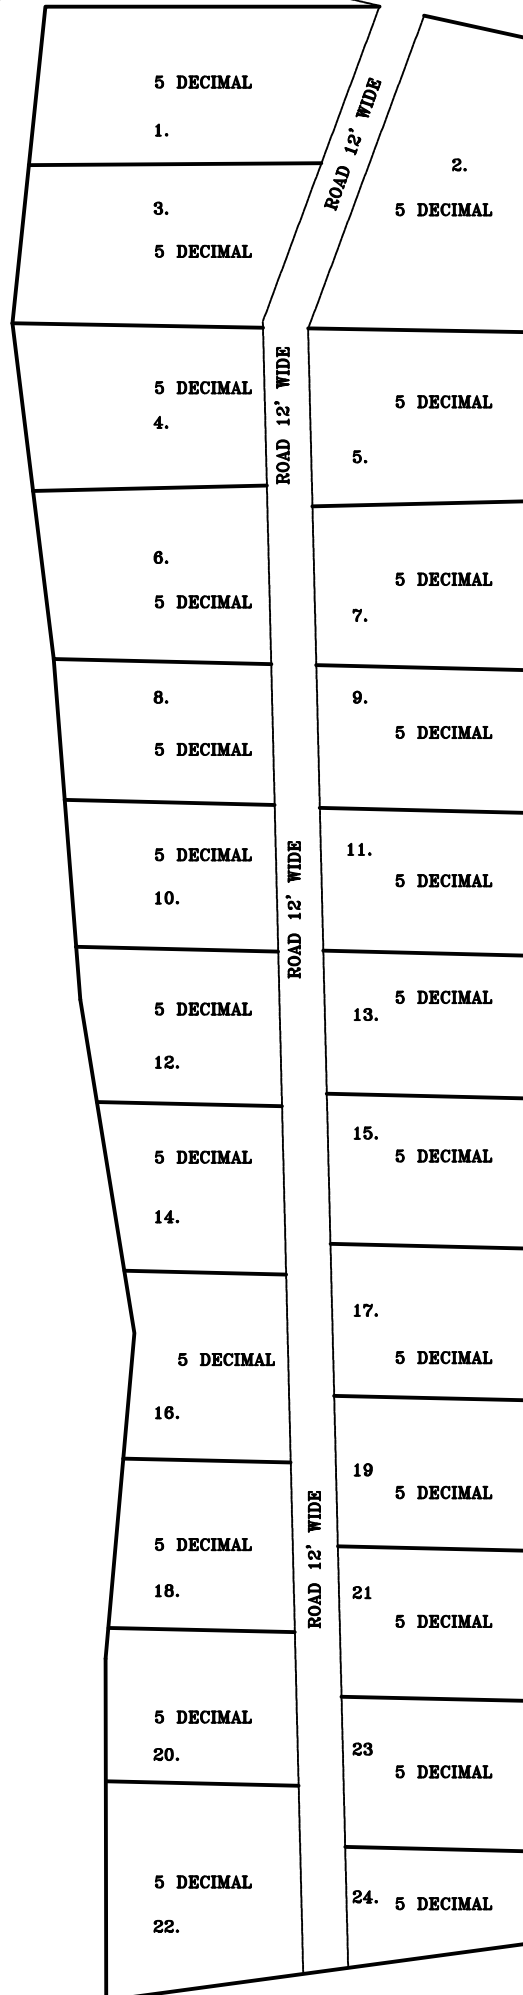 5 DECIMAL
1.
ROAD 12' WIDE
2.
5 DECIMAL
3.
5 DECIMAL
ROAD 12' WIDE
5 DECIMAL
4.
5 DECIMAL
5.
6.
5 DECIMAL
5 DECIMAL
7.
8.
5 DECIMAL
9.
5 DECIMAL
ROAD 12' WIDE
5 DECIMAL
10.
11.
5 DECIMAL
5 DECIMAL
12.
5 DECIMAL
13.
5 DECIMAL
14.
15.
5 DECIMAL
5 DECIMAL
16.
17.
5 DECIMAL
ROAD 12' WIDE
5 DECIMAL
18.
19
5 DECIMAL
21
5 DECIMAL
5 DECIMAL
20.
23
5 DECIMAL
5 DECIMAL
22.
24.
5 DECIMAL